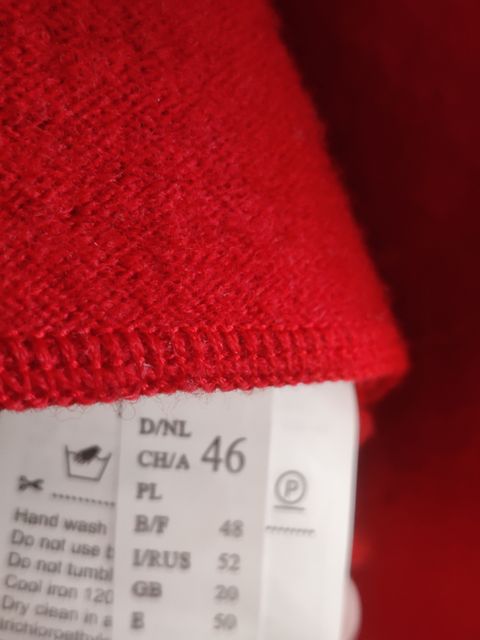 D/NL
CH/A 46
PL
B/F 48
I/RUS 52
GB 20
E 50
P
Hand wash
Do not use
Do not tumbl
Cool iron 120
Dry clean in a